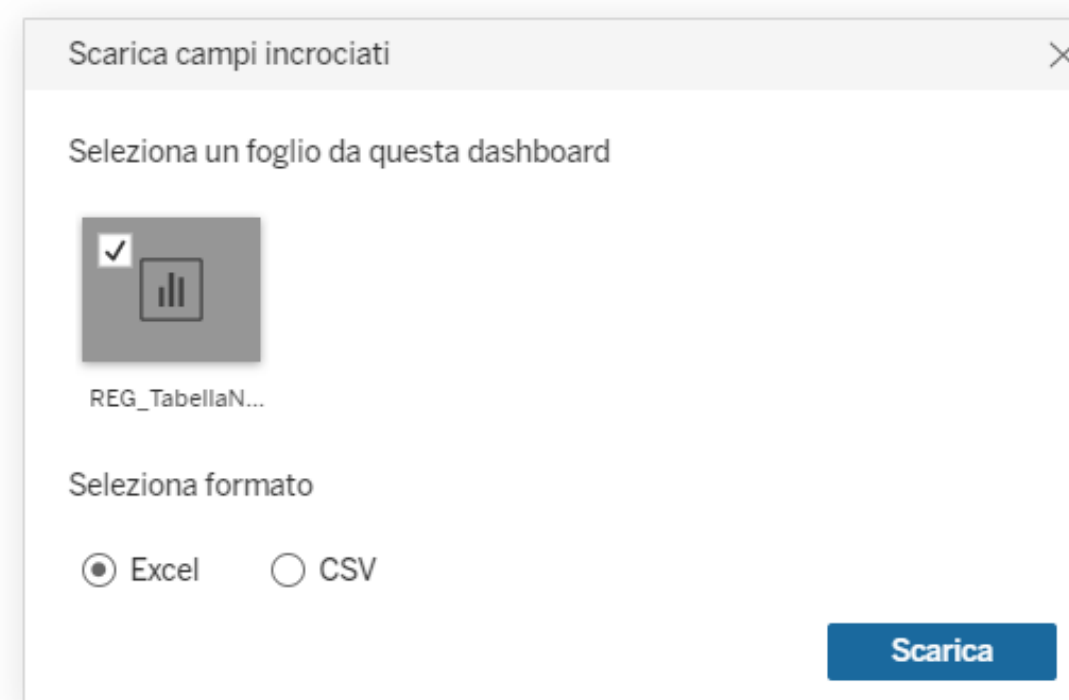 Scarica campi incrociati
Seleziona un foglio da questa dashboard
REG_TabellaN...
Seleziona formato
Excel CSV
Scarica